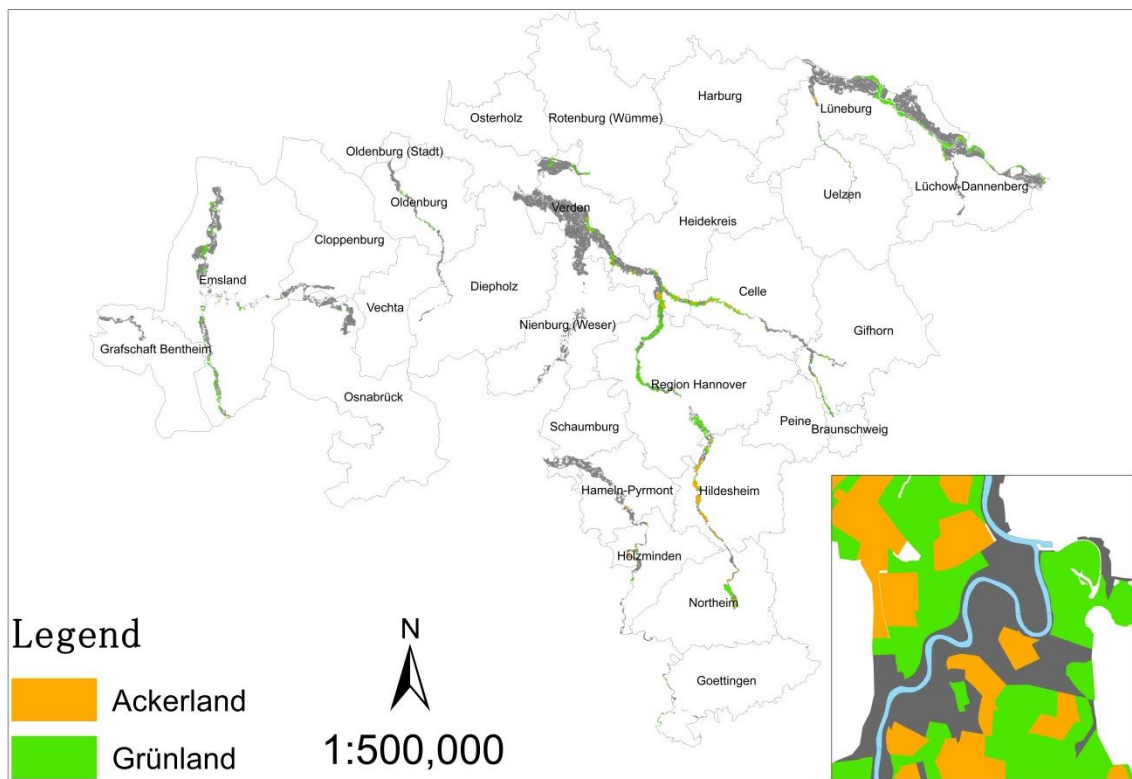 Harburg
Osterholz
Rotenburg (Wümme)
Lüneburg
Oldenburg (Stadt)
Oldenburg
Verden
Heidekreis
Uelzen
Lüchow-Dannenberg
Cloppenburg
Emsland
Vechta
Diepholz
Celle
Nienburg (Weser)
Gifhorn
Grafschaft Bentheim
Region Hannover
Osnabrück
Schaumburg
Peine
Braunschweig
Hameln-Pyrmont
Hildesheim
Holzminden
Northeim
Goettingen
Legend
Ackerland
Grünland
N
1:500,000